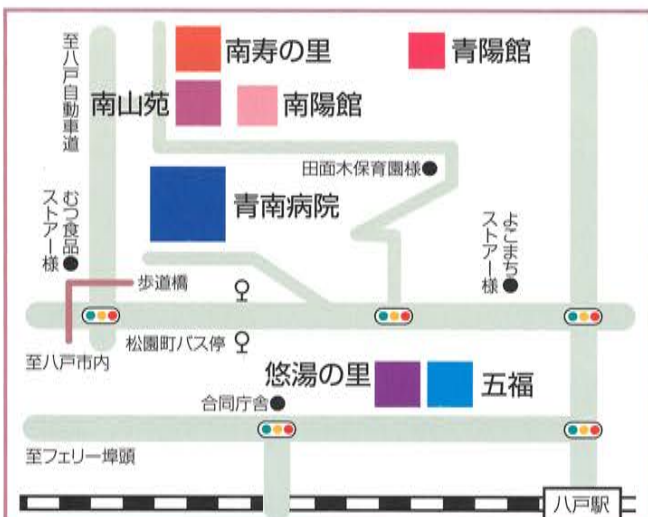 至八戸自動車道
南寿の里
青陽館
南山苑
南陽館
田面木保育園様
青南病院
むつ食品
ストアー様
よこまち
ストアー様
歩道橋
松園町バス停
至八戸市内
悠湯の里
五福
合同庁舎
至フェリー埠頭
八戸駅